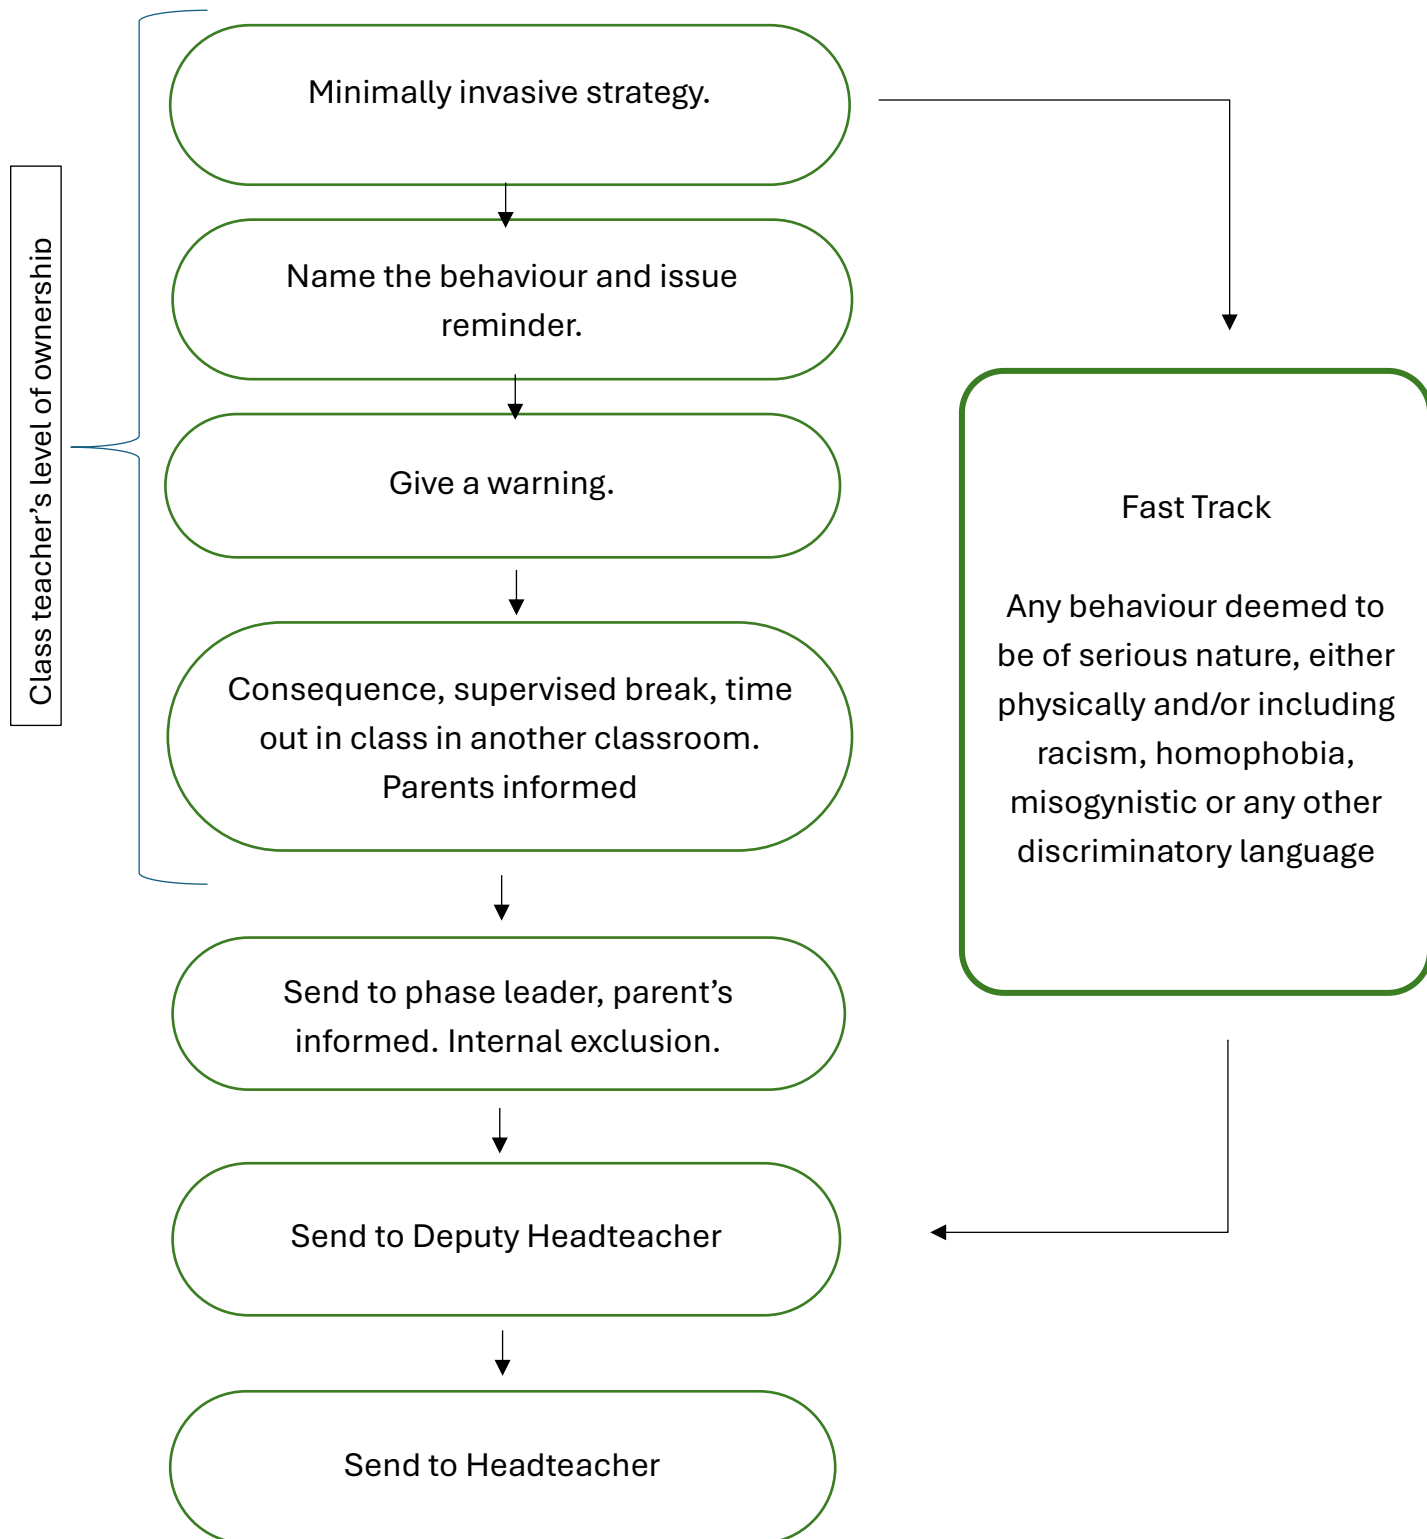 Class teacher’s level of ownership
Minimally invasive strategy.
Name the behaviour and issue
reminder.
Give a warning.
Consequence, supervised break, time
out in class in another classroom.
Parents informed
Send to phase leader, parent’s
informed. Internal exclusion.
Send to Deputy Headteacher
Send to Headteacher
Fast Track
Any behaviour deemed to
be of serious nature, either
physically and/or including
racism, homophobia,
misogynistic or any other
discriminatory language